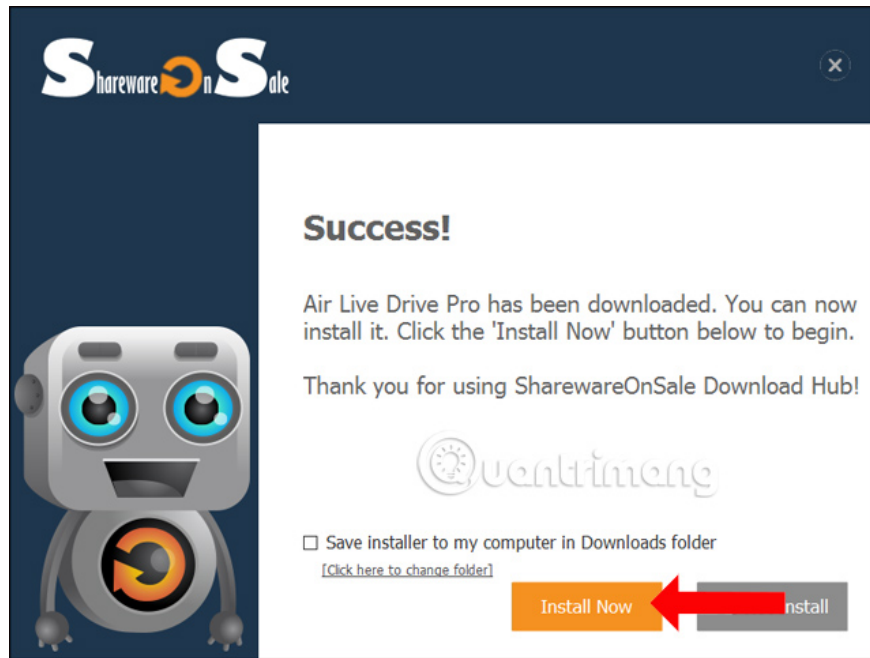 SharewareOnSale
Success!
Air Live Drive Pro has been downloaded. You can now
install it. Click the 'Install Now' button below to begin.
Thank you for using SharewareOnSale Download Hub!
Quantrimang
Save installer to my computer in Downloads folder
[Click here to change folder]
Install Now